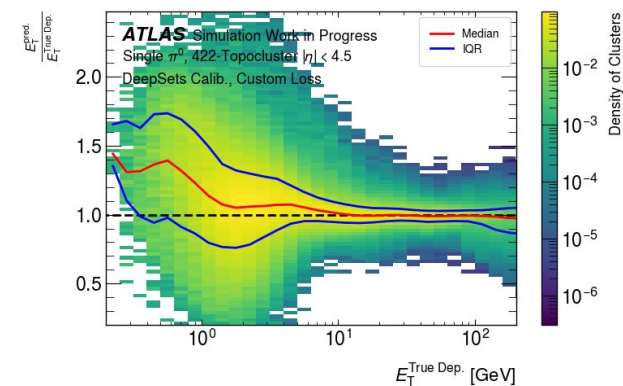 E_T^pred. / E_T^True Dep.
ATLAS Simulation Work in Progress
Single π⁰, 422-Topocluster |η| < 4.5
DeepSets Calib., Custom Loss
Median
IQR
2.0
1.5
1.0
0.5
10⁰
10¹
10²
E_T^True Dep. [GeV]
10⁻²
10⁻³
10⁻⁴
10⁻⁵
10⁻⁶
Density of Clusters